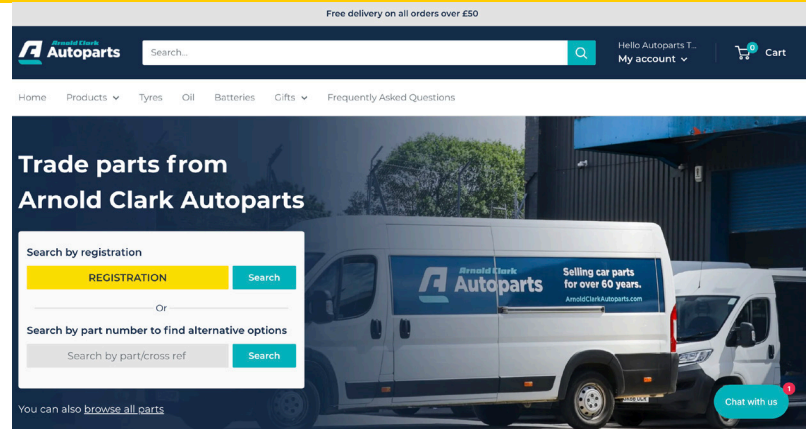 Free delivery on all orders over £50
Arnold Clark
Autoparts
Search...
Hello Autoparts T...
My account
0
Cart
Home Products Tyres Oil Batteries Gifts Frequently Asked Questions
Trade parts from
Arnold Clark Autoparts
Search by registration
REGISTRATION Search
Or
Search by part number to find alternative options
Search by part/cross ref Search
You can also browse all parts
Arnold Clark
Autoparts
Selling car parts
for over 60 years.
ArnoldClarkAutoparts.com
1
Chat with us